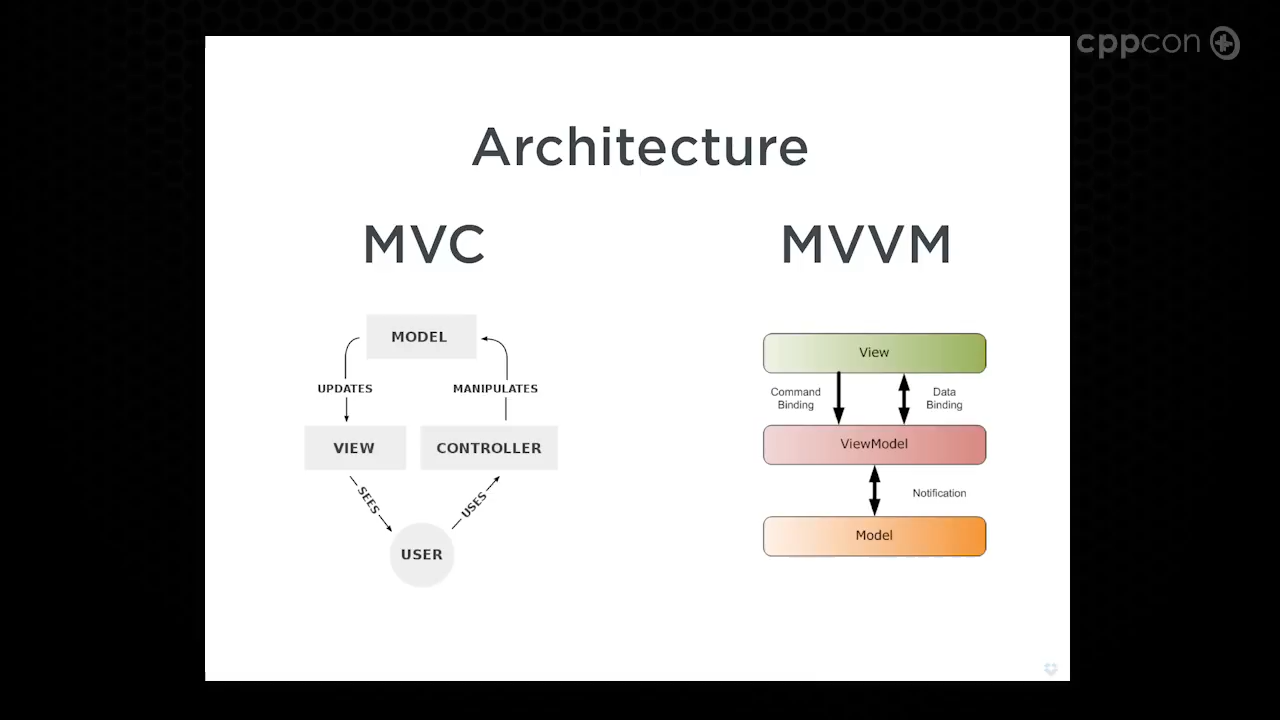 cppcon
Architecture
MVC
MVVM
MODEL
UPDATES
MANIPULATES
VIEW
CONTROLLER
SEES
USES
USER
View
Command
Binding
Data
Binding
ViewModel
Notification
Model